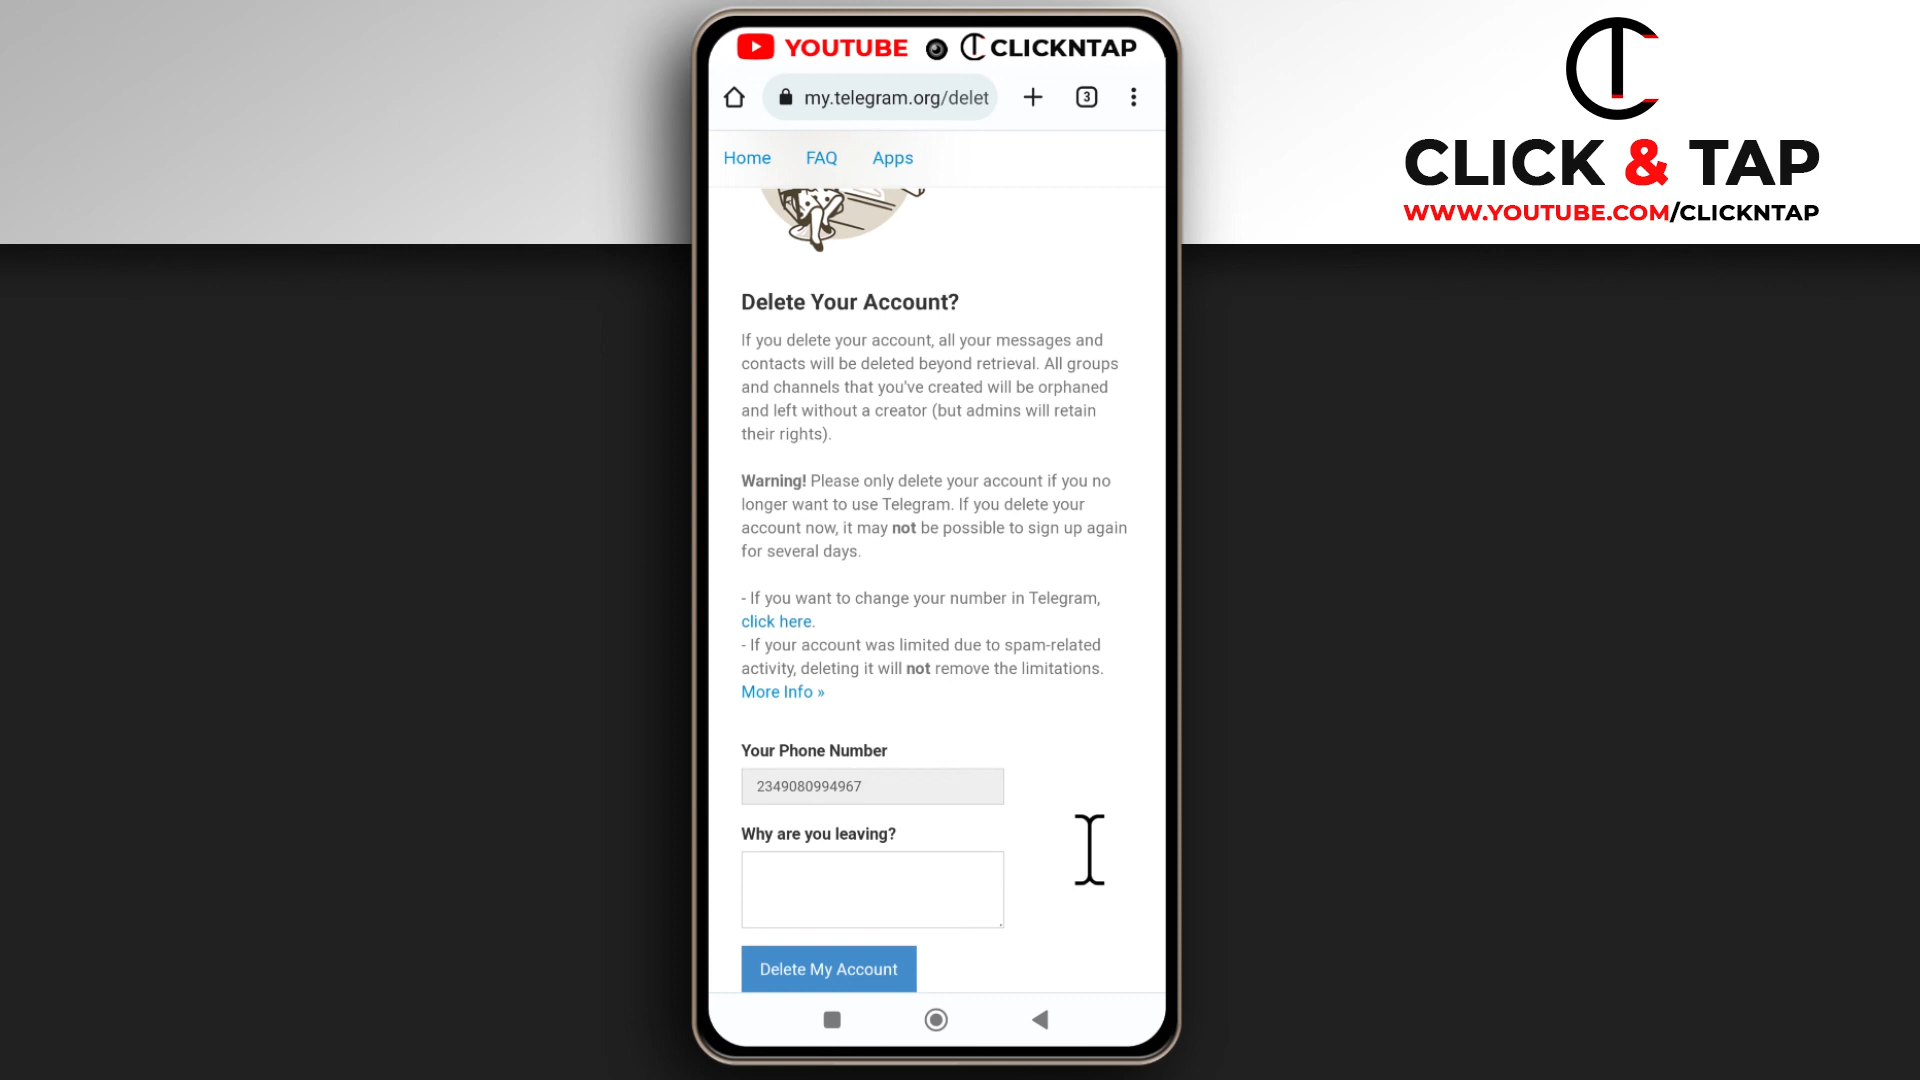 YOUTUBE CLICKNTAP
my.telegram.org/delet
3
Home FAQ Apps
Delete Your Account?
If you delete your account, all your messages and
contacts will be deleted beyond retrieval. All groups
and channels that you've created will be orphaned
and left without a creator (but admins will retain
their rights).
Warning! Please only delete your account if you no
longer want to use Telegram. If you delete your
account now, it may not be possible to sign up again
for several days.
- If you want to change your number in Telegram,
click here.
- If your account was limited due to spam-related
activity, deleting it will not remove the limitations.
More Info »
Your Phone Number
2349080994967
Why are you leaving?
Delete My Account
CLICK & TAP
WWW.YOUTUBE.COM/CLICKNTAP